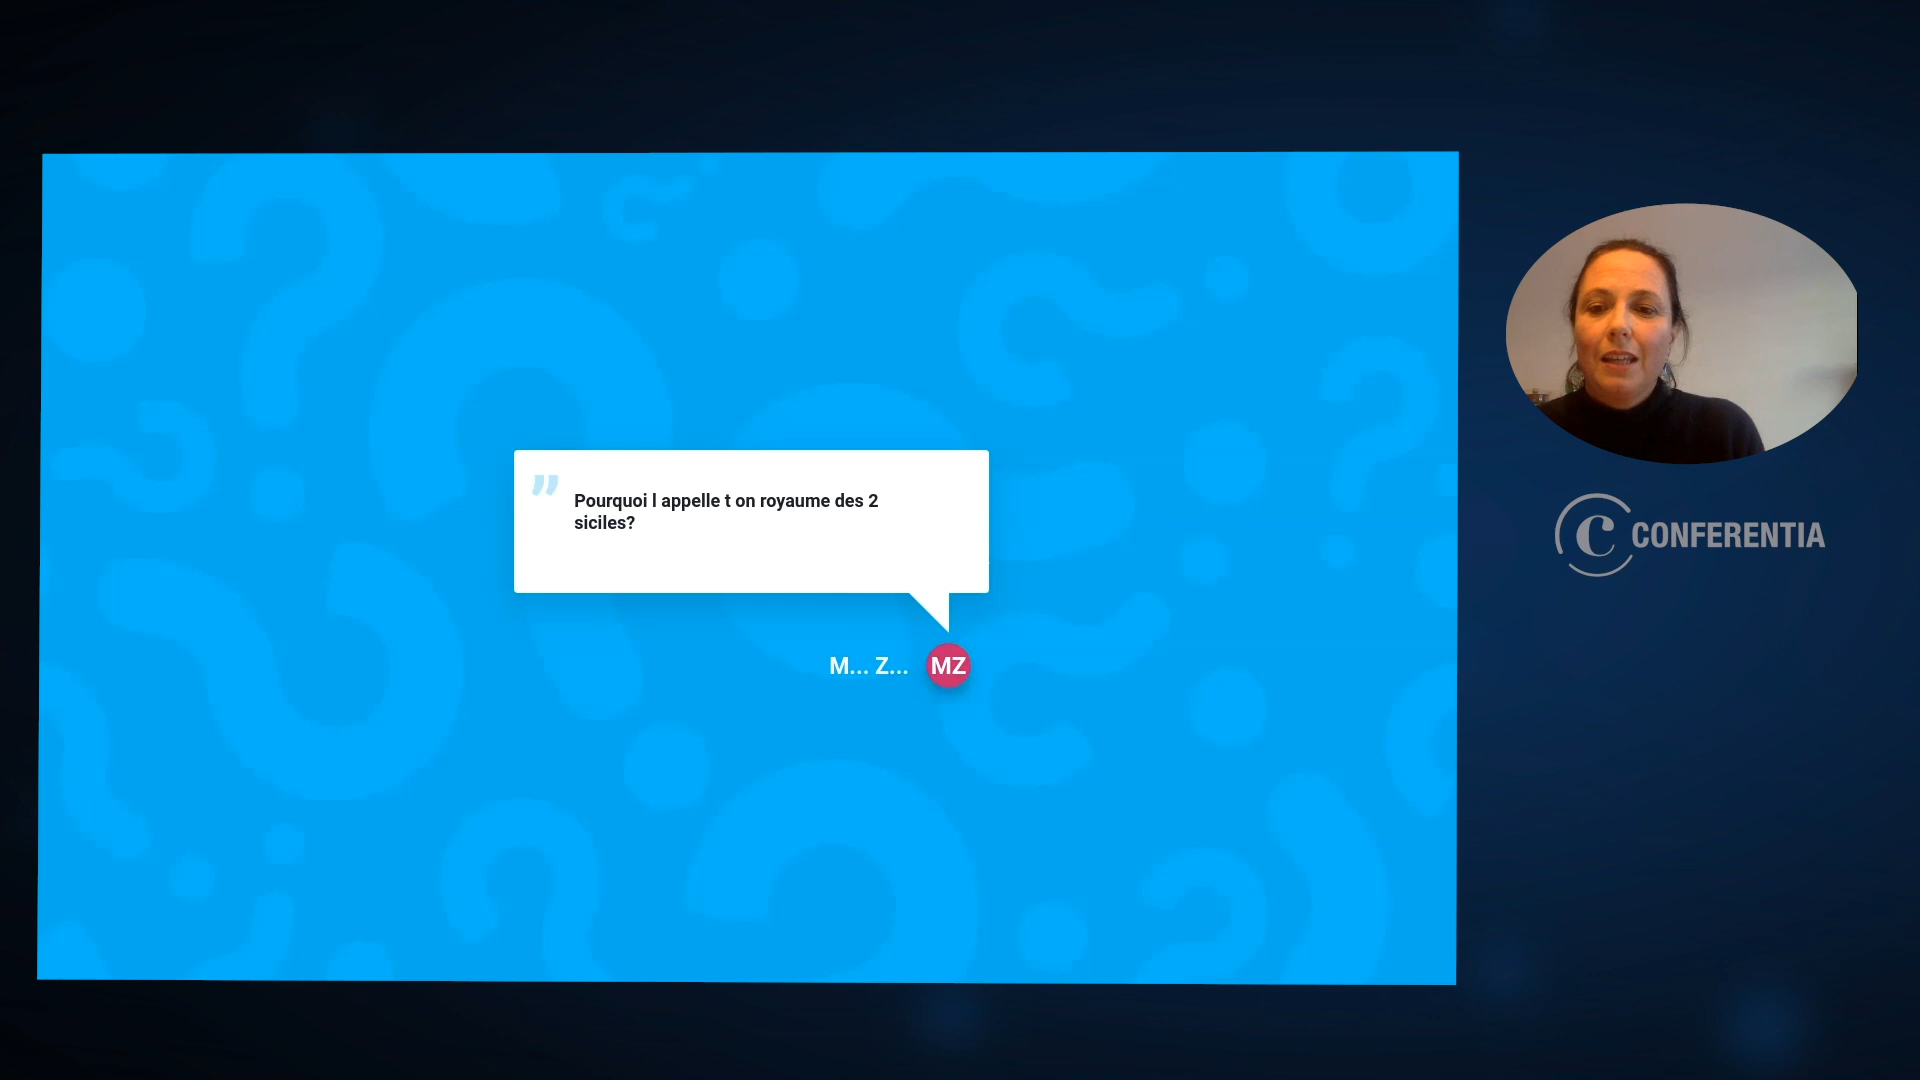 Pourquoi l appelle t on royaume des 2
siciles?
M... Z...
MZ
C CONFERENTIA